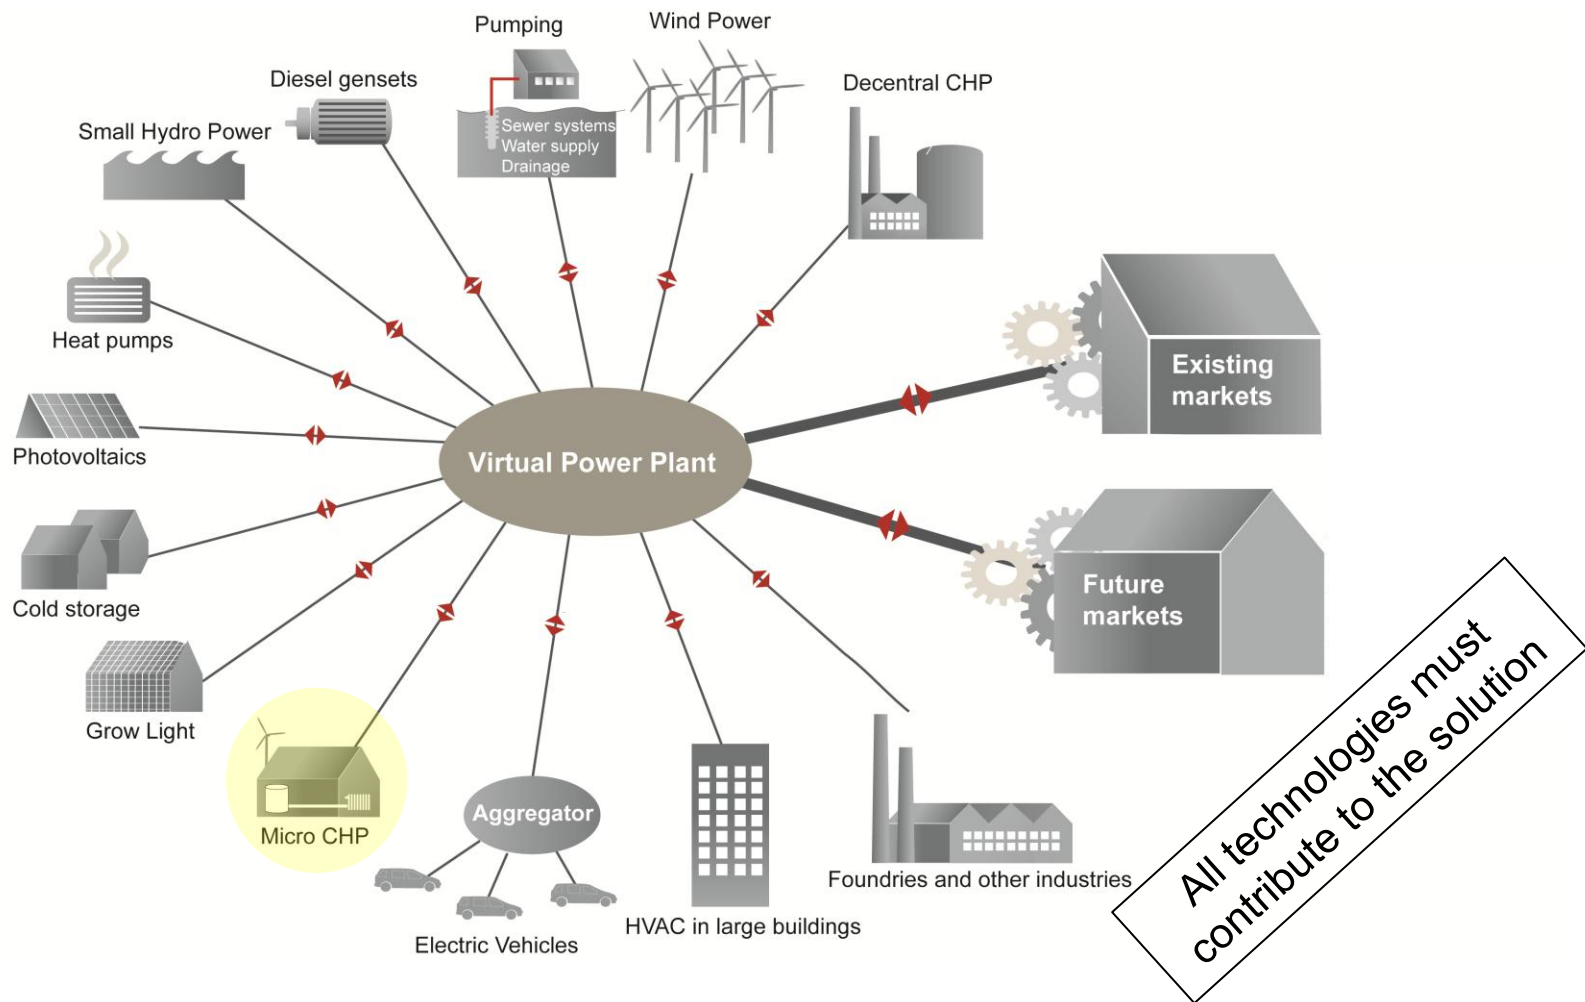 Pumping
Wind Power
Diesel gensets
Decentral CHP
Small Hydro Power
Sewer systems
Water supply
Drainage
Heat pumps
Existing
markets
Photovoltaics
Virtual Power Plant
Cold storage
Future
markets
Grow Light
Micro CHP
Aggregator
Electric Vehicles
HVAC in large buildings
Foundries and other industries
All technologies must
contribute to the solution